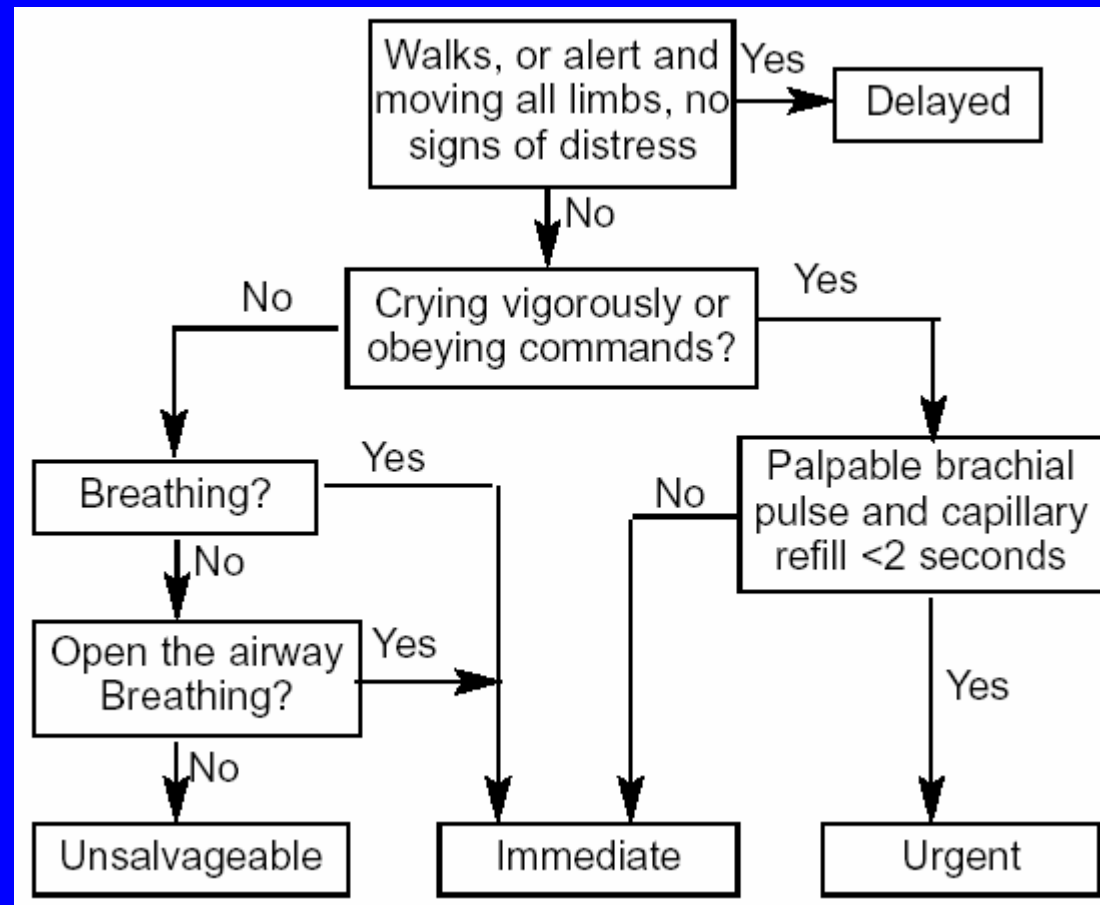 Walks, or alert and
moving all limbs, no
signs of distress
Yes
Delayed
No
Crying vigorously or
obeying commands?
No
Yes
Breathing?
Yes
No
Palpable brachial
pulse and capillary
refill <2 seconds
No
Open the airway
Breathing?
Yes
Yes
No
Unsalvageable
Immediate
Urgent